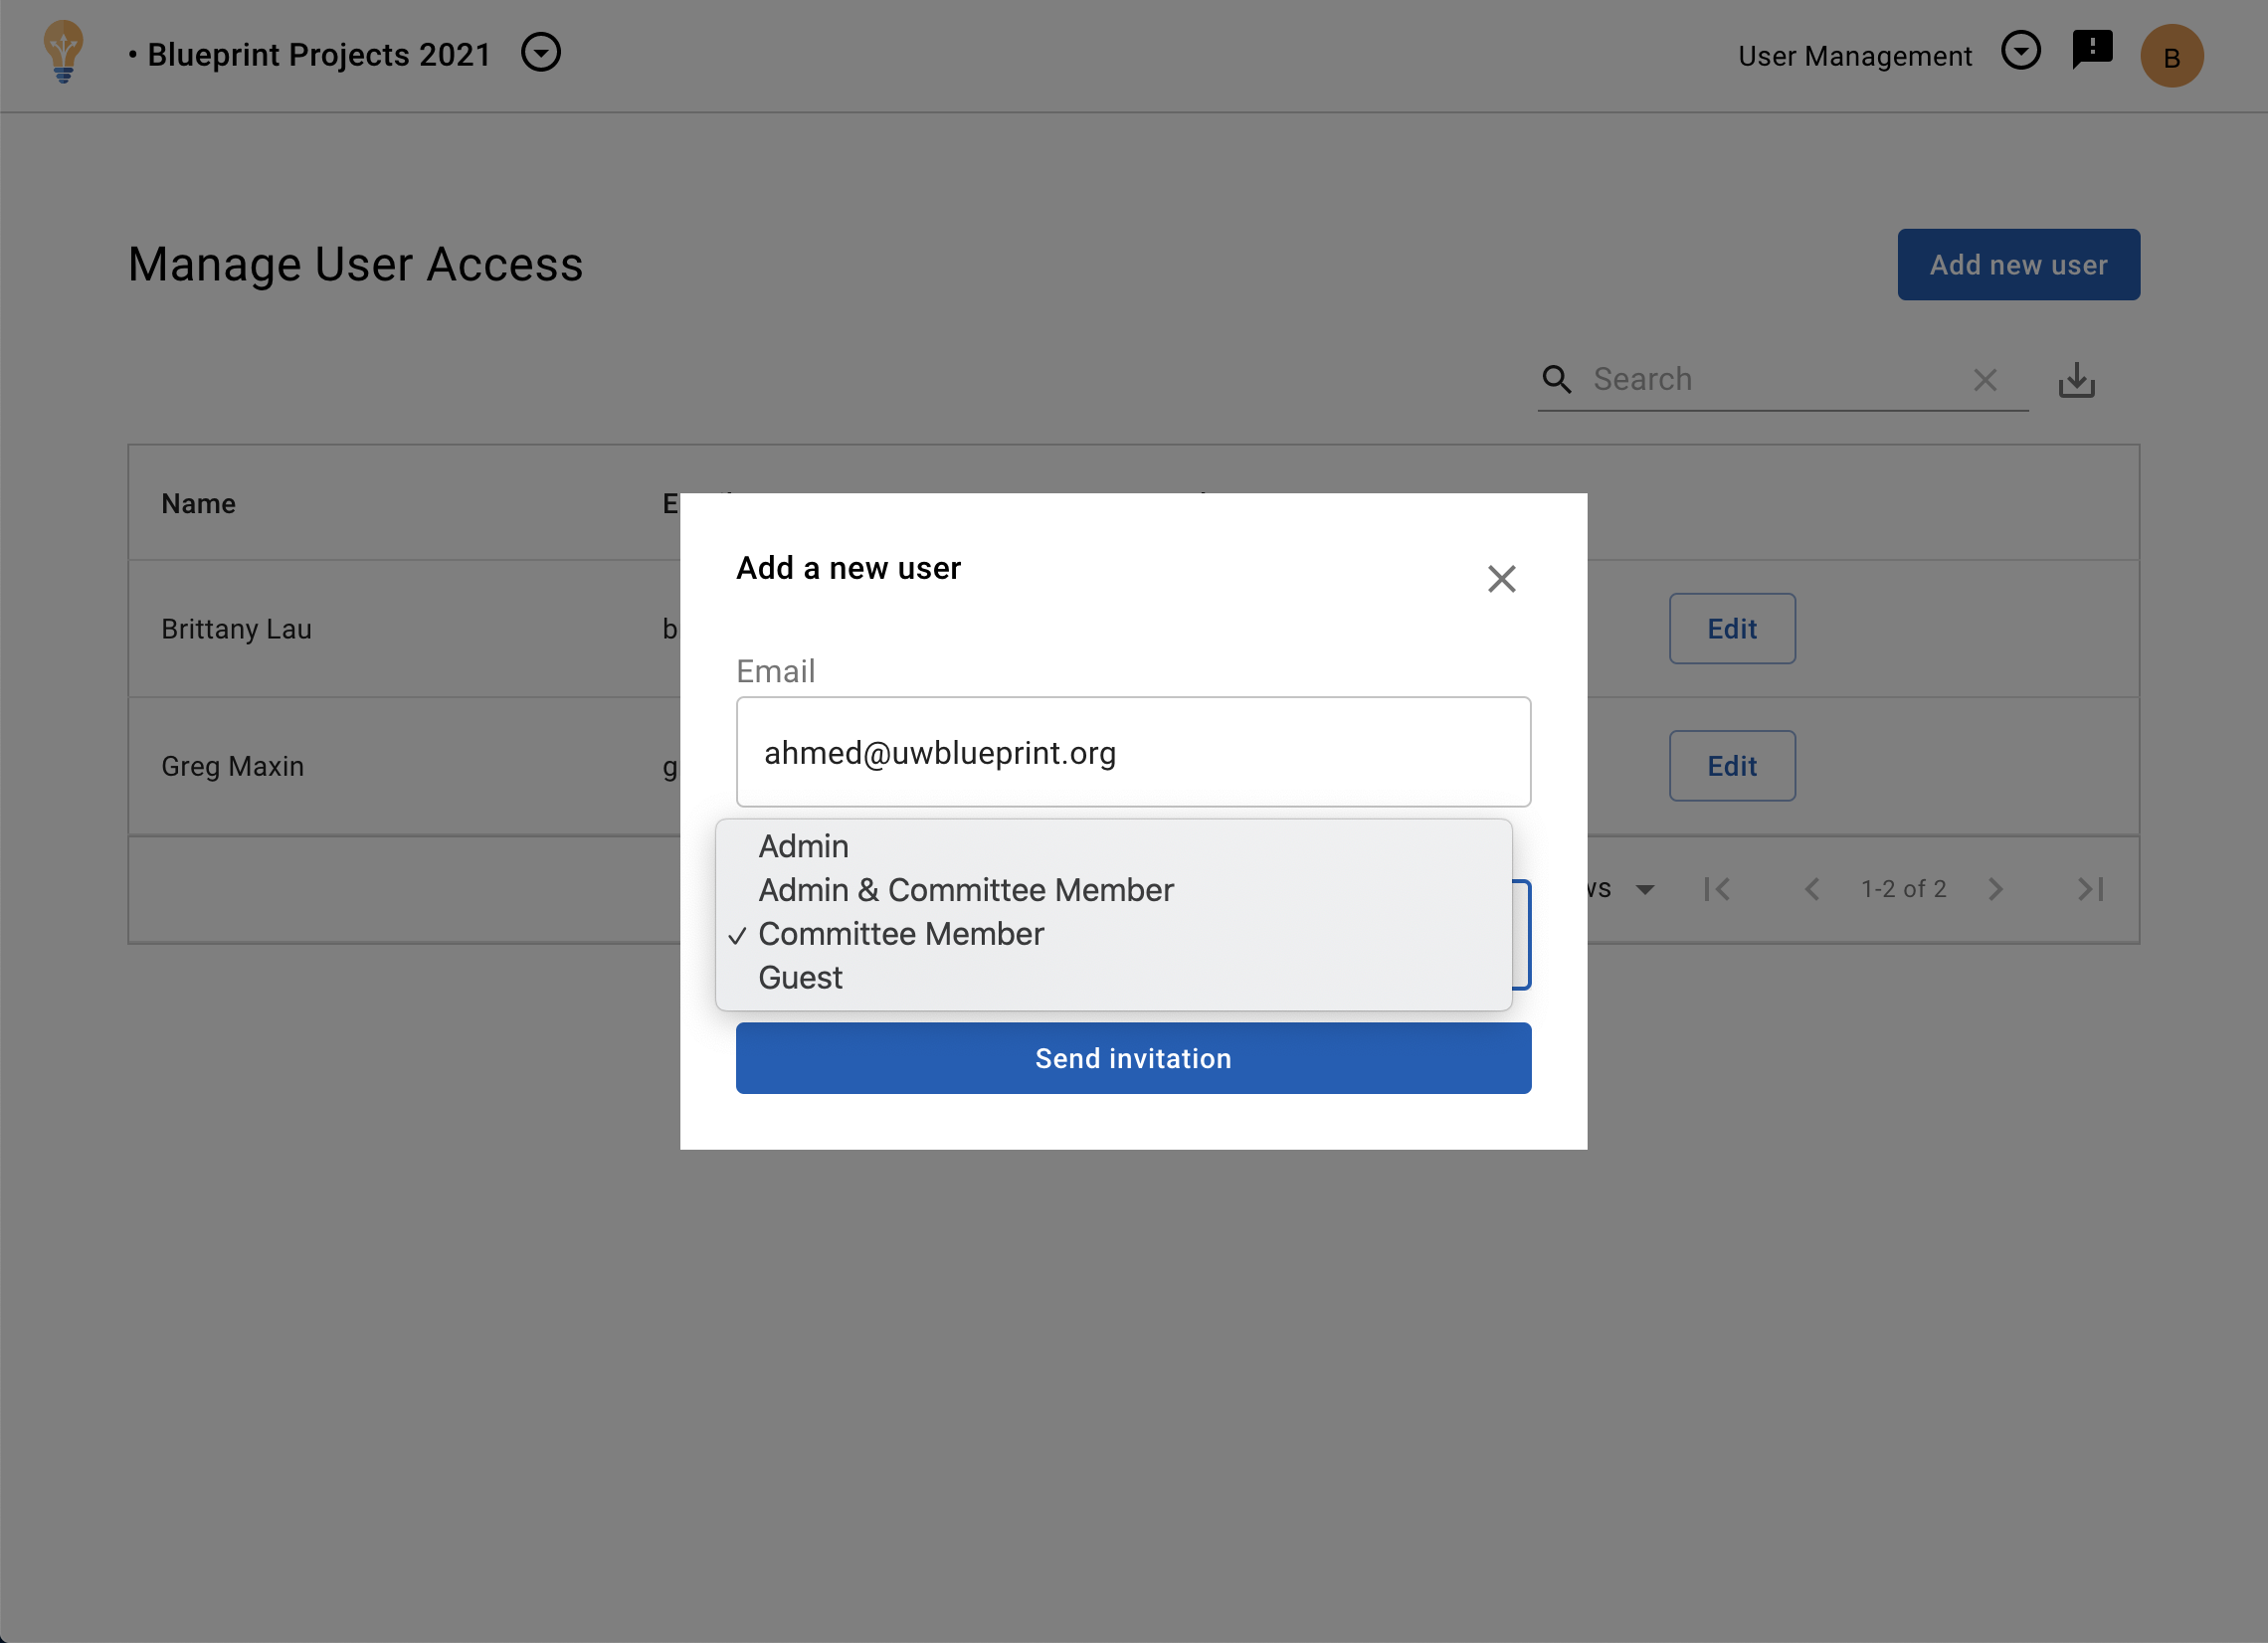 • Blueprint Projects 2021
User Management
B
Manage User Access
Add new user
Search
Name
Brittany Lau
Edit
Greg Maxin
Edit
1-2 of 2
Add a new user
Email
ahmed@uwblueprint.org
Admin
Admin & Committee Member
✓ Committee Member
Guest
Send invitation